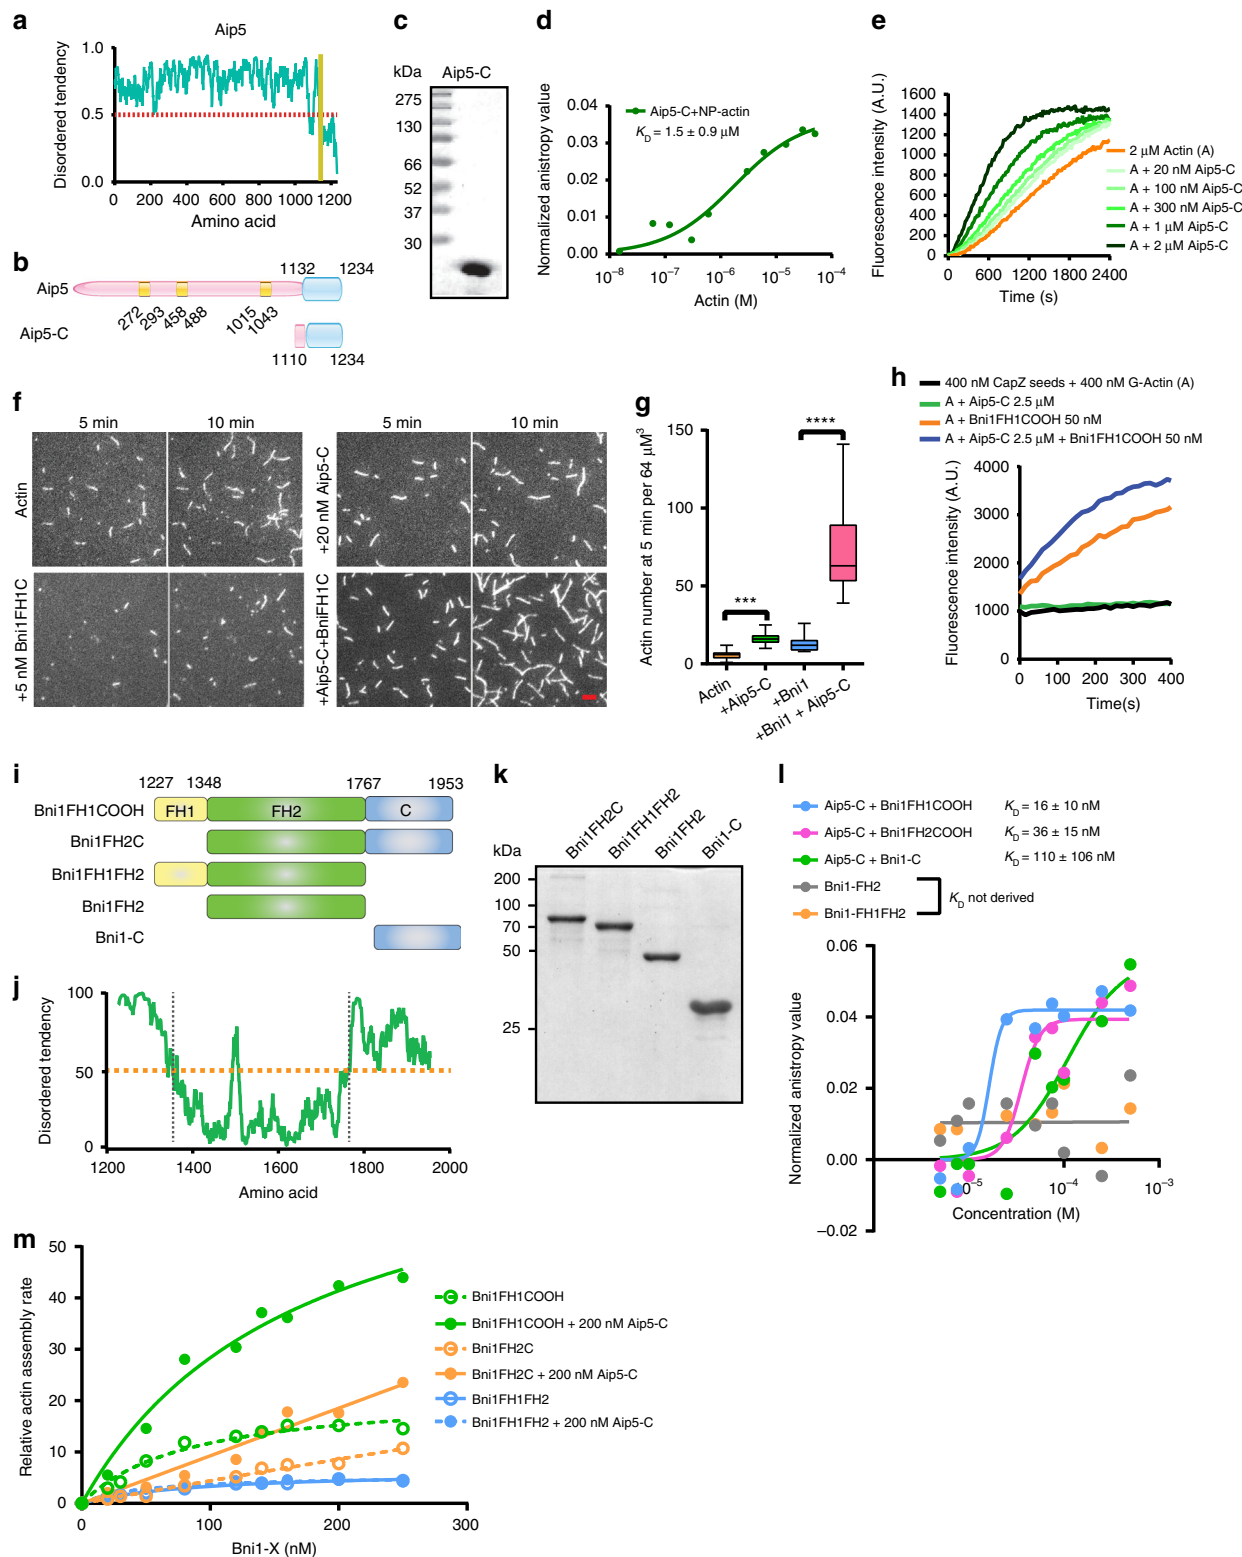 a
Aip5
Disordered tendency
1.0
0.5
0.0
0 200 400 600 800 1000 1200
Amino acid
b
1132 1234
Aip5
272 293 458 488 1015 1043
Aip5-C
1110 1234
c
kDa Aip5-C
275
130
66
52
37
30
d
Normalized anistropy value
0.04
0.03
0.02
0.01
0.00
Aip5-C+NP-actin
KD = 1.5 ± 0.9 μM
10–8 10–7 10–6 10–5 10–4
Actin (M)
e
Fluorescence intensity (A.U.)
1600
1400
1200
1000
800
600
400
200
0
0 600 1200 1800 2400
Time (s)
2 μM Actin (A)
A + 20 nM Aip5-C
A + 100 nM Aip5-C
A + 300 nM Aip5-C
A + 1 μM Aip5-C
A + 2 μM Aip5-C
f
5 min 10 min 5 min 10 min
Actin
+20 nM Aip5-C
+5 nM Bni1FH1C
+Aip5-C+BniFH1C
g
Actin number at 5 min per 64 μM3
150
100
50
0
***
****
Actin
+Aip5-C
+Bni1
+Bni1 + Aip5-C
h
400 nM CapZ seeds + 400 nM G-Actin (A)
A + Aip5-C 2.5 μM
A + Bni1FH1COOH 50 nM
A + Aip5-C 2.5 μM + Bni1FH1COOH 50 nM
Fluorescence intensity (A.U.)
4000
3000
2000
1000
0
0 100 200 300 400
Time(s)
i
1227 1348 1767 1953
Bni1FH1COOH FH1 FH2 C
Bni1FH2C
Bni1FH1FH2
Bni1FH2
Bni1-C
j
Disordered tendency
100
50
0
1200 1400 1600 1800 2000
Amino acid
k
kDa
Bni1FH2C
Bni1FH1FH2
Bni1FH2
Bni1-C
200
100
70
50
25
l
Aip5-C + Bni1FH1COOH KD = 16 ± 10 nM
Aip5-C + Bni1FH2COOH KD = 36 ± 15 nM
Aip5-C + Bni1-C KD = 110 ± 106 nM
Bni1-FH2
Bni1-FH1FH2
KD not derived
Normalized anistropy value
0.06
0.04
0.02
0.00
–0.02
0–5 10–4 10–3
Concentration (M)
m
Relative actin assembly rate
50
40
30
20
10
0
0 100 200 300
Bni1-X (nM)
Bni1FH1COOH
Bni1FH1COOH + 200 nM Aip5-C
Bni1FH2C
Bni1FH2C + 200 nM Aip5-C
Bni1FH1FH2
Bni1FH1FH2 + 200 nM Aip5-C